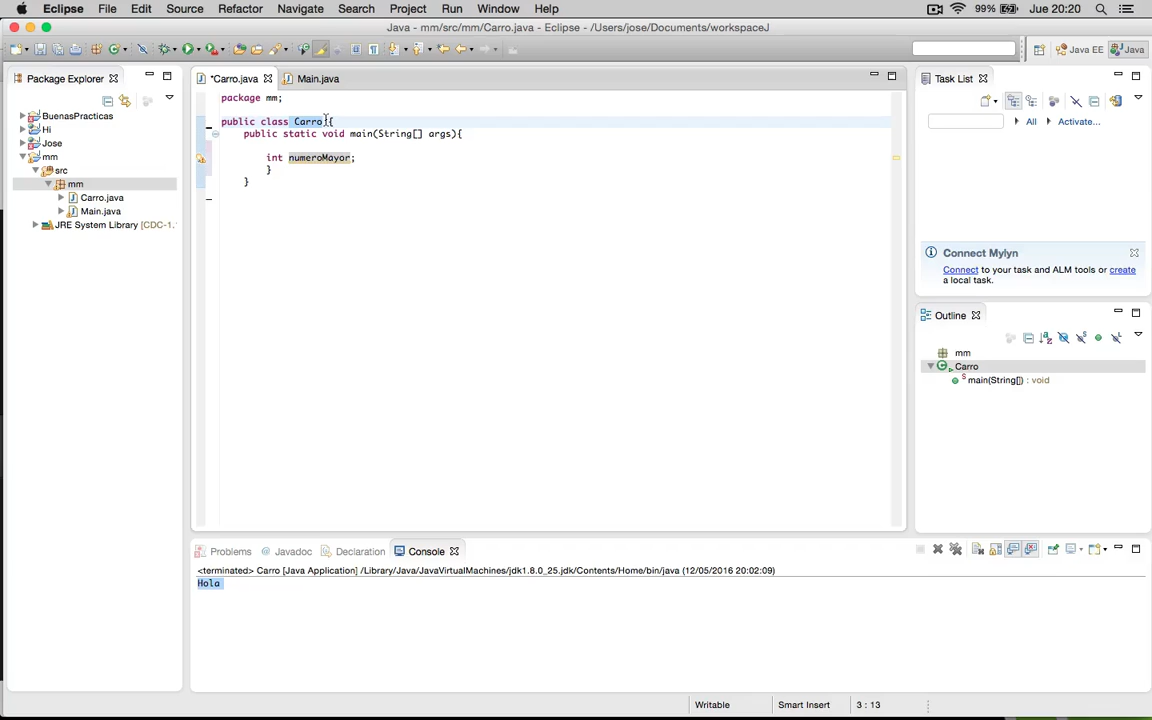 Eclipse File Edit Source Refactor Navigate Search Project Run Window Help 99% Jue 20:20
Java - mm/src/mm/Carro.java - Eclipse - /Users/jose/Documents/workspaceJ
Java EE Java
Package Explorer
BuenasPracticas
Hi
Jose
mm
src
mm
Carro.java
Main.java
JRE System Library [CDC-1.
*Carro.java Main.java
package mm;
public class Carro {
public static void main(String[] args){
int numeroMayor;
}
}
Task List
All Activate...
Connect Mylyn
Connect to your task and ALM tools or create
a local task.
Outline
mm
Carro
main(String[]) : void
Problems @ Javadoc Declaration Console
<terminated> Carro [Java Application] /Library/Java/JavaVirtualMachines/jdk1.8.0_25.jdk/Contents/Home/bin/java (12/05/2016 20:02:09)
Hola
Writable Smart Insert 3 : 13